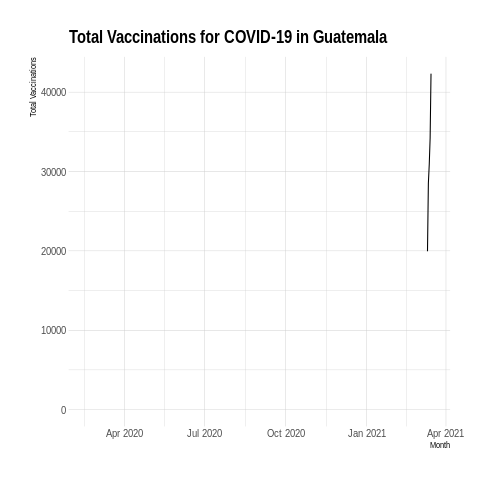 Total Vaccinations for COVID-19 in Guatemala
Total Vaccinations
40000
30000
20000
10000
0
Apr 2020 Jul 2020 Oct 2020 Jan 2021 Apr 2021
Month